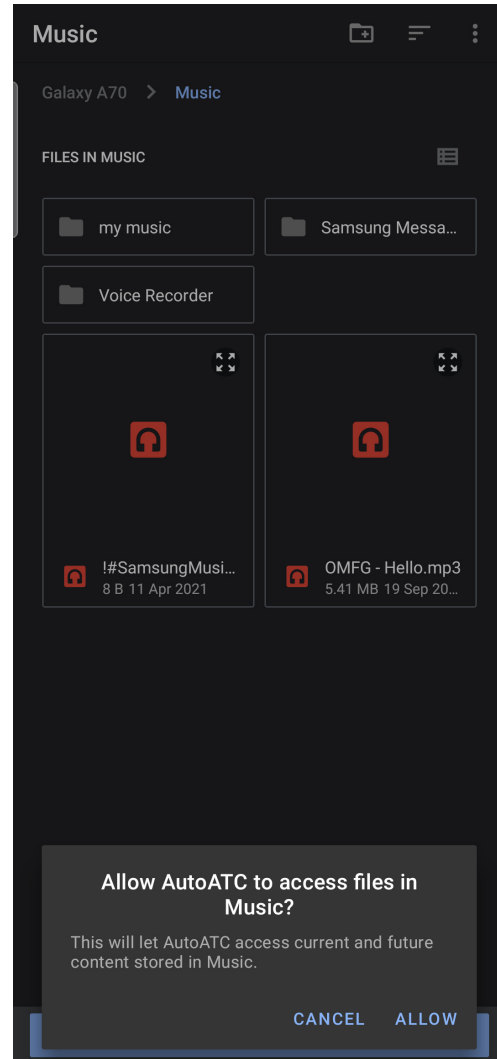 Music
Galaxy A70 > Music
FILES IN MUSIC
my music
Samsung Messa…
Voice Recorder
!#SamsungMusi…
8 B 11 Apr 2021
OMFG - Hello.mp3
5.41 MB 19 Sep 20…
Allow AutoATC to access files in
Music?
This will let AutoATC access current and future
content stored in Music.
CANCEL ALLOW